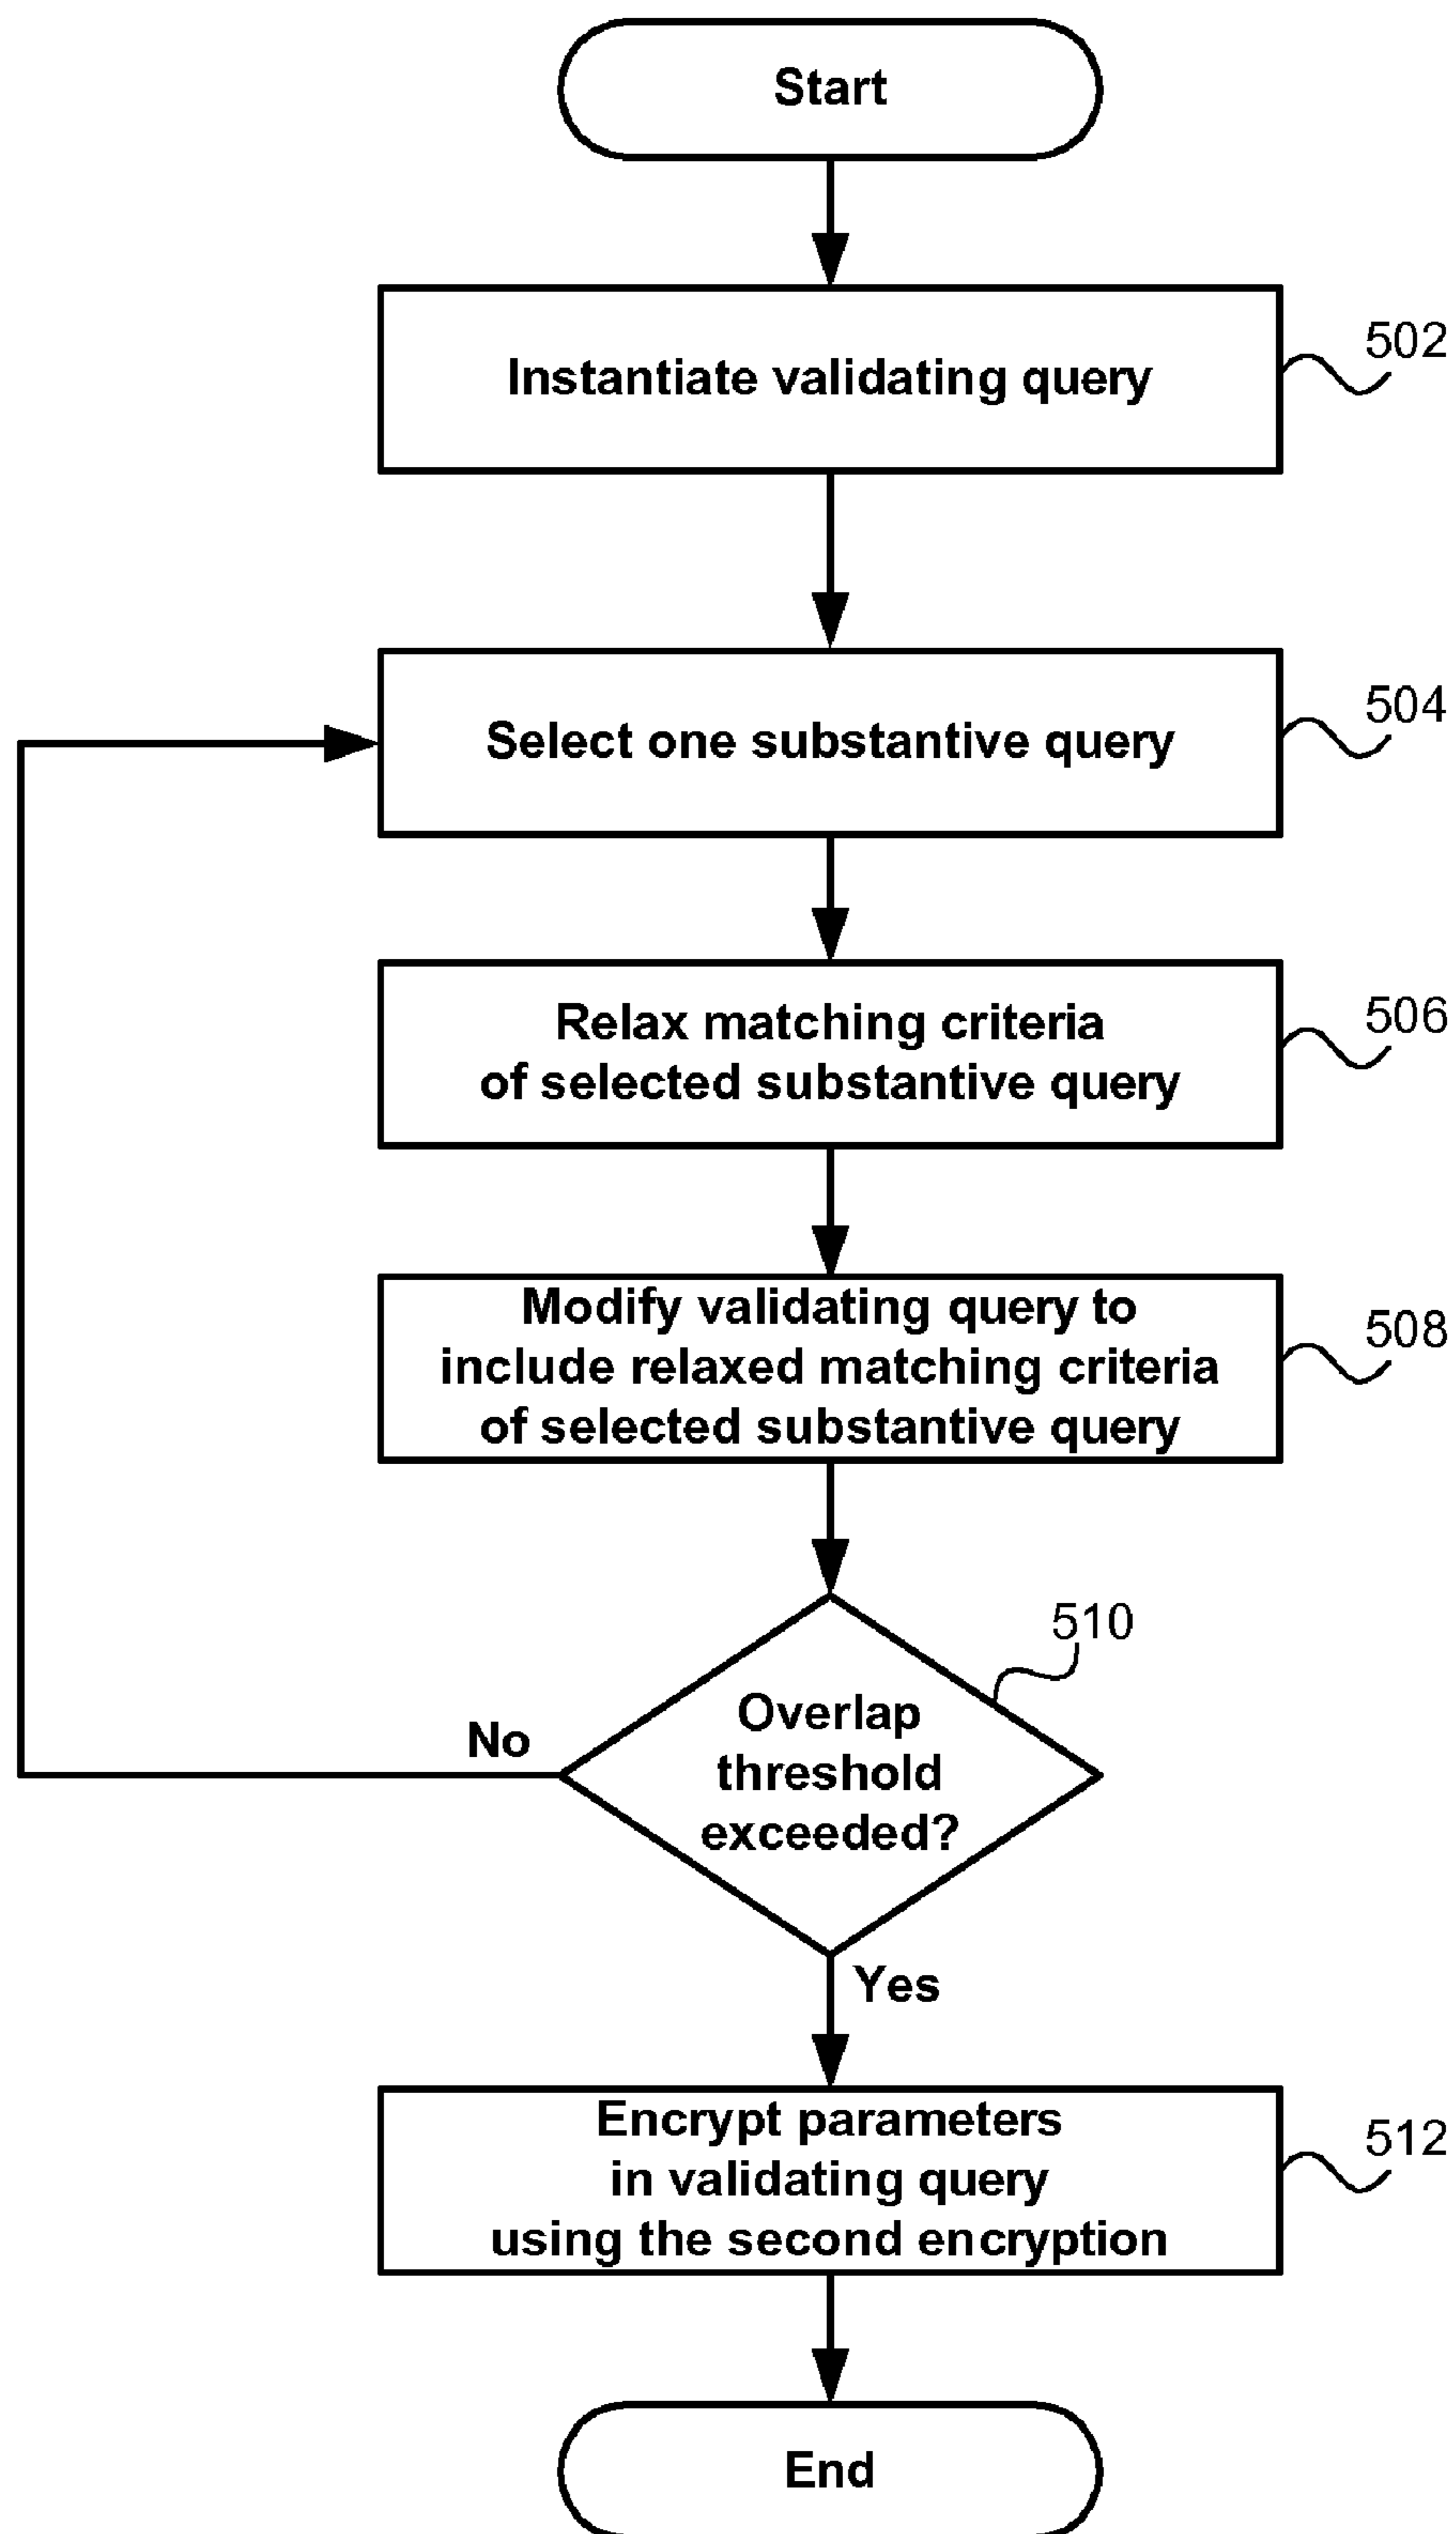 Start
Instantiate validating query
502
Select one substantive query
504
Relax matching criteria
of selected substantive query
506
Modify validating query to
include relaxed matching criteria
of selected substantive query
508
510
Overlap
threshold
exceeded?
No
Yes
Encrypt parameters
in validating query
using the second encryption
512
End